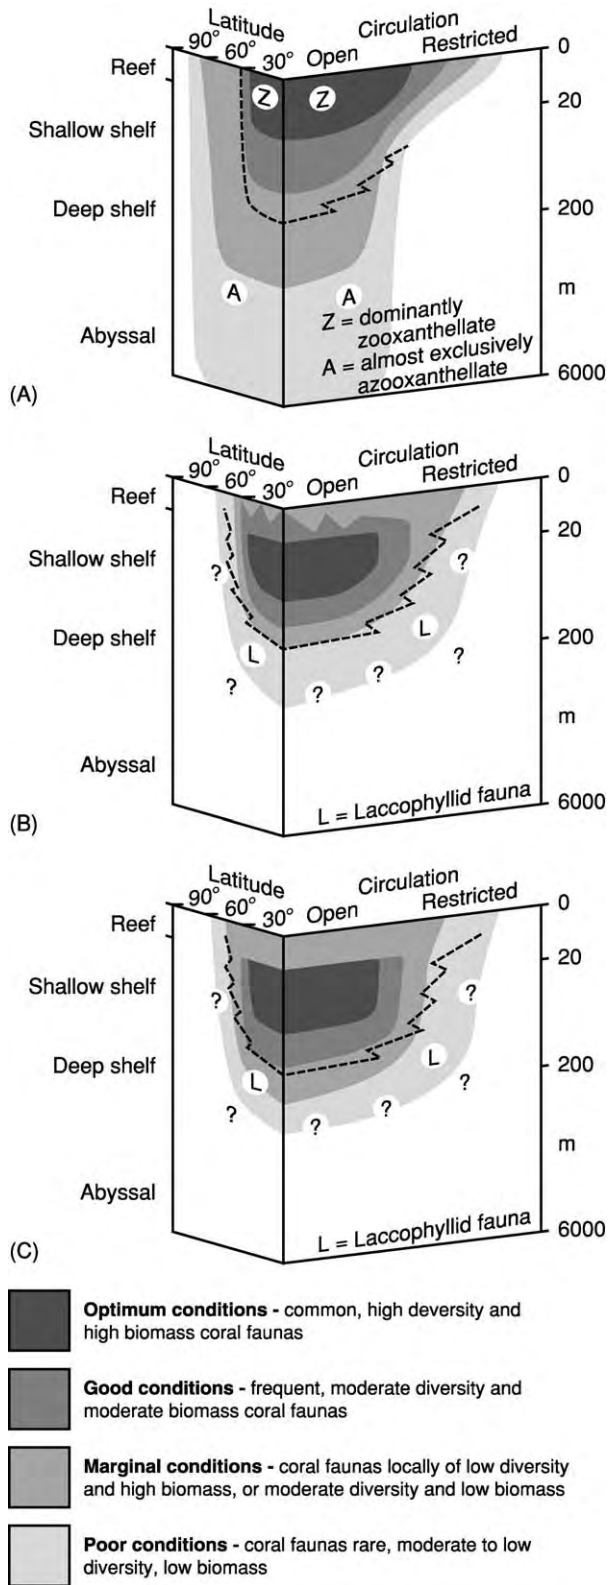 Latitude
Circulation
90°
60°
30°
Open
Restricted
Reef
0
Z
Z
20
Shallow shelf
Deep shelf
200
A
A
m
Z = dominantly
zooxanthellate
Abyssal
A = almost exclusively
azooxanthellate
6000
(A)
Latitude
Circulation
90°
60°
30°
Open
Restricted
Reef
0
20
Shallow shelf
?
?
Deep shelf
L
L
200
?
?
?
?
m
Abyssal
L = Laccophyllid fauna
6000
(B)
Latitude
Circulation
90°
60°
30°
Open
Restricted
Reef
0
20
Shallow shelf
?
?
Deep shelf
L
L
200
?
?
?
?
m
Abyssal
L = Laccophyllid fauna
6000
(C)
Optimum conditions - common, high deversity and
high biomass coral faunas
Good conditions - frequent, moderate diversity and
moderate biomass coral faunas
Marginal conditions - coral faunas locally of low diversity
and high biomass, or moderate diversity and low biomass
Poor conditions - coral faunas rare, moderate to low
diversity, low biomass